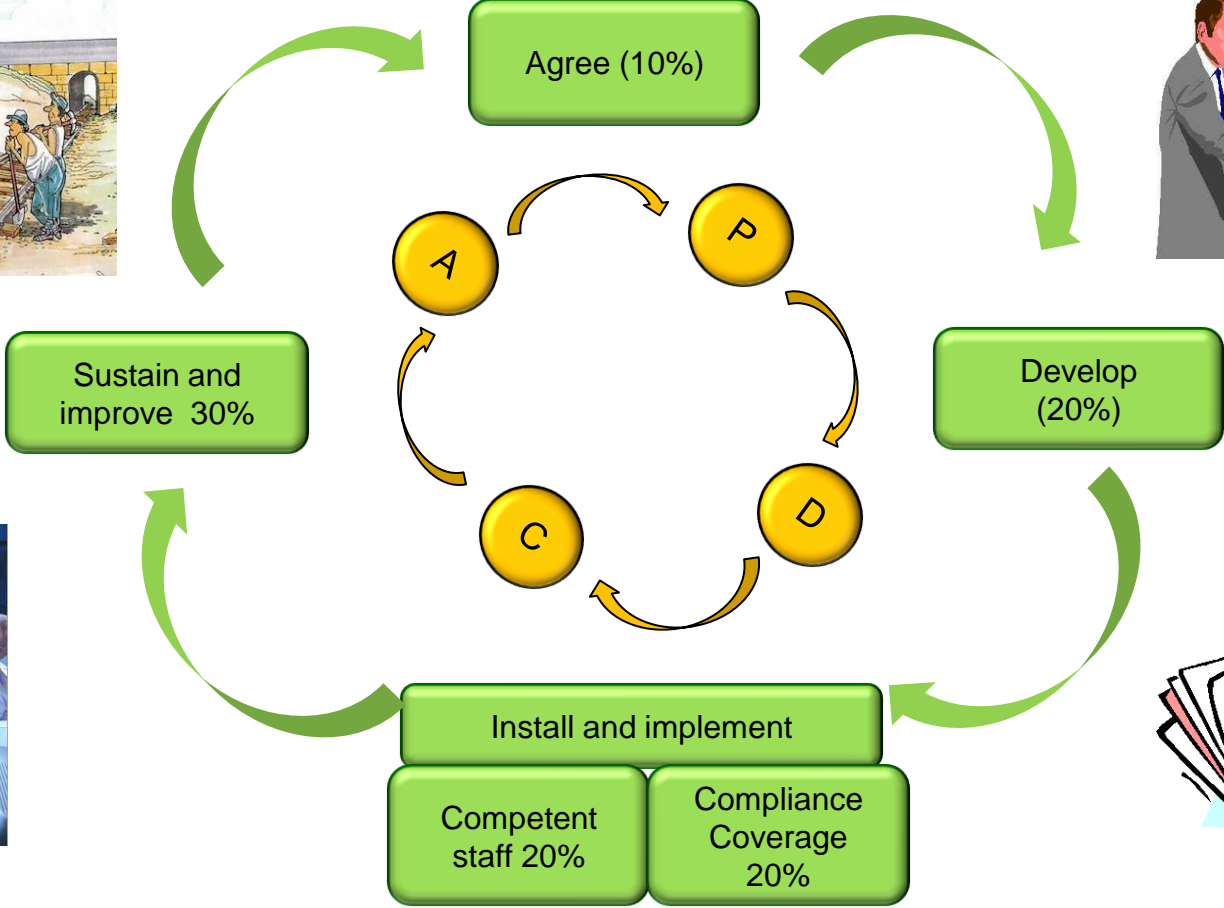 Agree (10%)
A
P
Sustain and
improve  30%
Develop
(20%)
C
D
Install and implement
Competent
staff 20%
Compliance
Coverage
20%